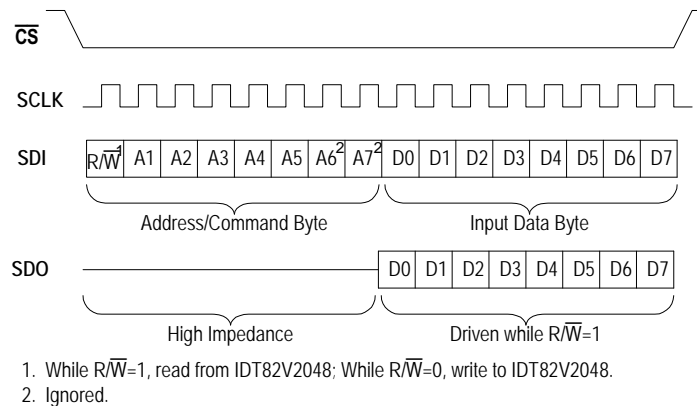 C̅S̅
SCLK
SDI R/W̅¹ A1 A2 A3 A4 A5 A6² A7² D0 D1 D2 D3 D4 D5 D6 D7
Address/Command Byte Input Data Byte
SDO D0 D1 D2 D3 D4 D5 D6 D7
High Impedance Driven while R/W̅=1
1. While R/W̅=1, read from IDT82V2048; While R/W̅=0, write to IDT82V2048.
2. Ignored.